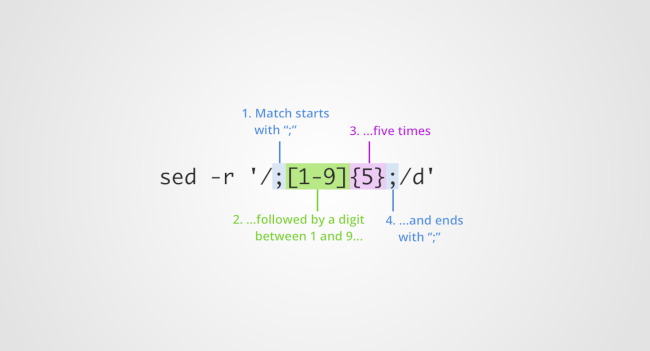 1. Match starts
with “;”
3. ...five times
sed -r '/;[1-9]{5};/d'
2. ...followed by a digit
between 1 and 9...
4. ...and ends
with “;”